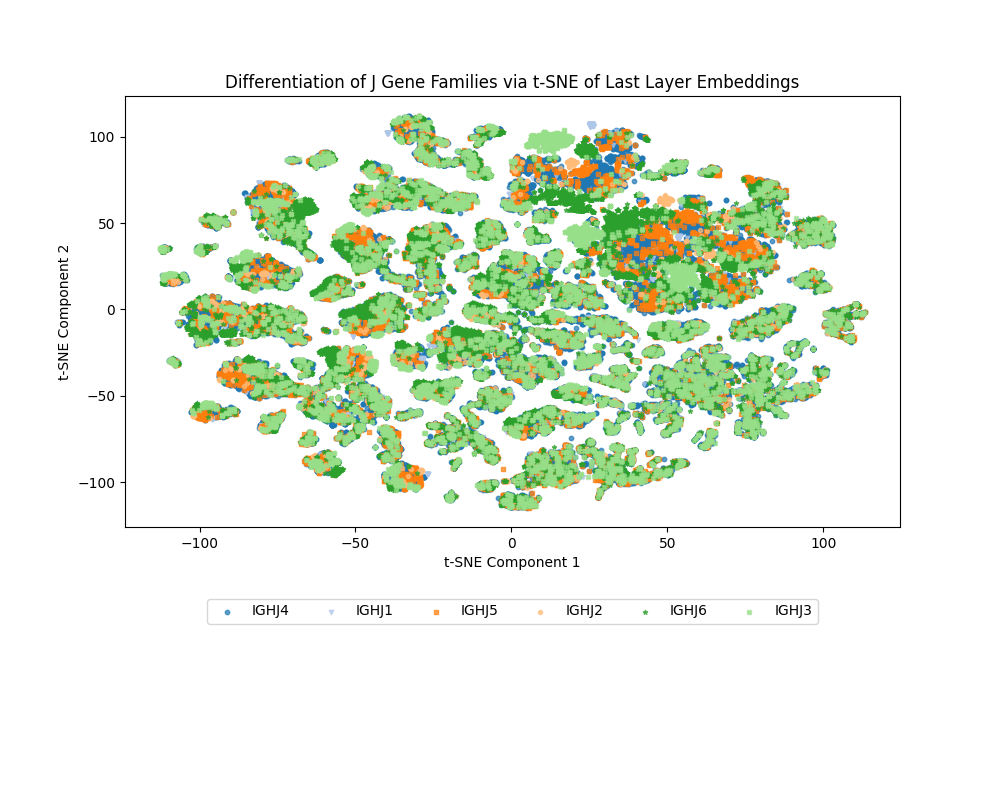 Differentiation of J Gene Families via t-SNE of Last Layer Embeddings
100
50
0
−50
−100
t-SNE Component 2
−100 −50 0 50 100
t-SNE Component 1
IGHJ4 IGHJ1 IGHJ5 IGHJ2 IGHJ6 IGHJ3